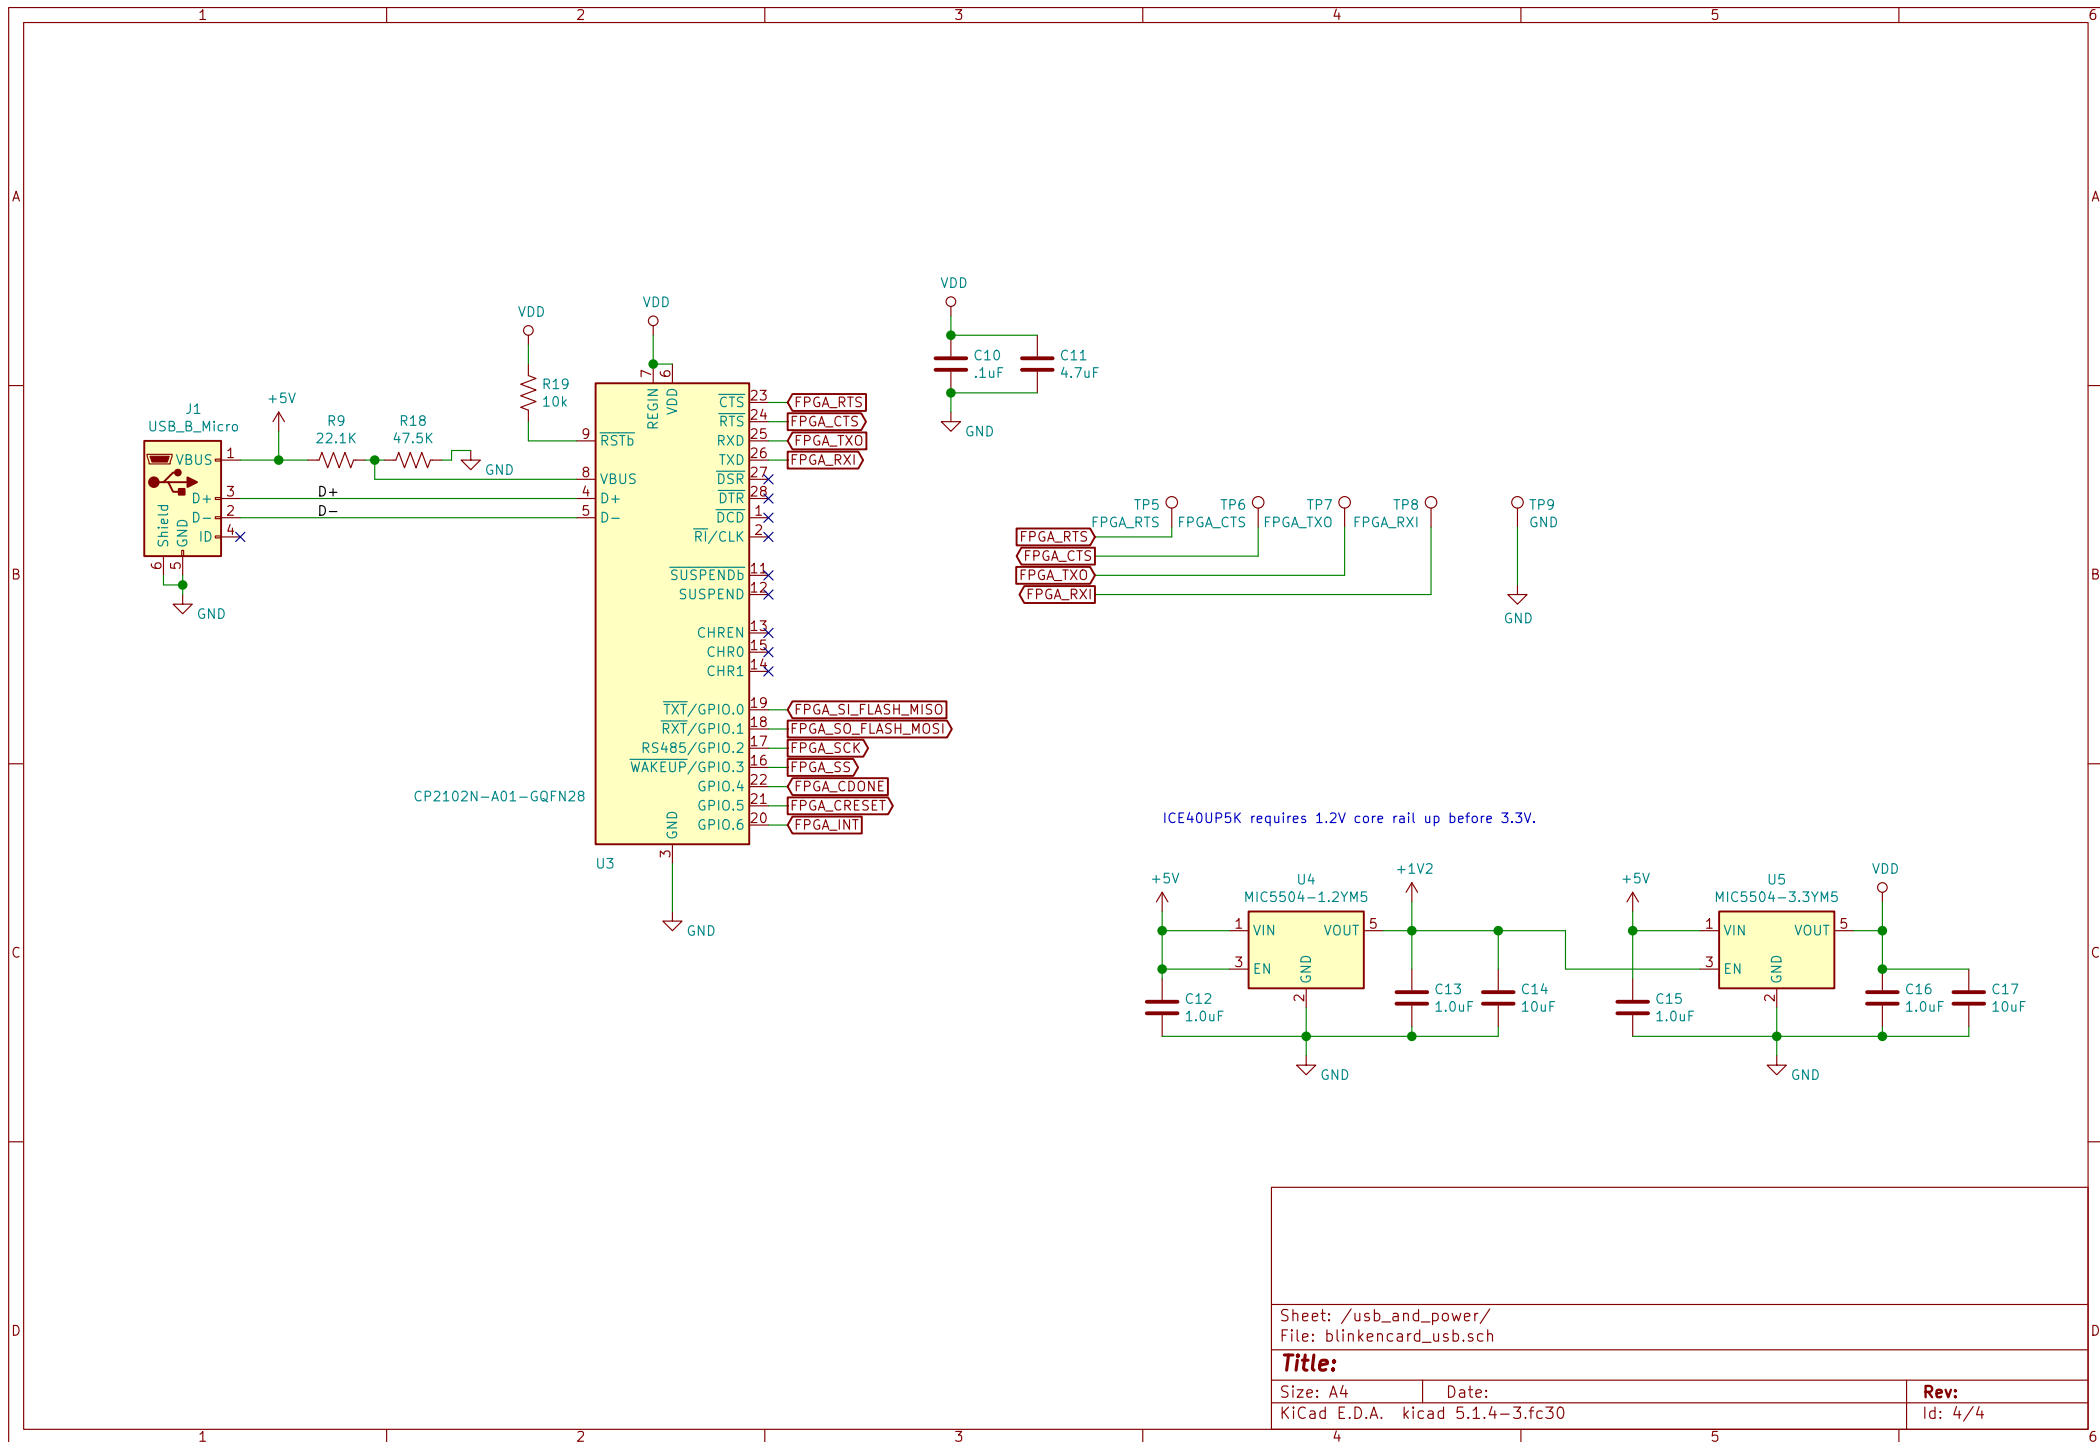 1 2 3 4 5 6
A
B
C
D
A
B
C
D
J1
USB_B_Micro
VBUS 1
D+ 3
D- 2
ID 4
Shield
GND
6
5
GND
+5V
R9
22.1K
R18
47.5K
GND
D+
D-
VDD
R19
10k
VDD
7
6
REGIN
VDD
9 RSTb
8 VBUS
4 D+
5 D-
CTS 23 FPGA_RTS
RTS 24 FPGA_CTS
RXD 25 FPGA_TXO
TXD 26 FPGA_RXI
DSR 27
DTR 28
DCD 1
RI/CLK 2
SUSPENDb 11
SUSPEND 12
CHREN 13
CHR0 15
CHR1 14
TXT/GPIO.0 19 FPGA_SI_FLASH_MISO
RXT/GPIO.1 18 FPGA_SO_FLASH_MOSI
RS485/GPIO.2 17 FPGA_SCK
WAKEUP/GPIO.3 16 FPGA_SS
GPIO.4 22 FPGA_CDONE
GPIO.5 21 FPGA_CRESET
GPIO.6 20 FPGA_INT
CP2102N-A01-GQFN28
GND
3
U3
GND
VDD
C10
.1uF
C11
4.7uF
GND
TP5
FPGA_RTS
TP6
FPGA_CTS
TP7
FPGA_TXO
TP8
FPGA_RXI
TP9
GND
FPGA_RTS
FPGA_CTS
FPGA_TXO
FPGA_RXI
GND
ICE40UP5K requires 1.2V core rail up before 3.3V.
+5V
U4
MIC5504-1.2YM5
1 VIN
VOUT 5
3 EN
GND
2
+1V2
C12
1.0uF
C13
1.0uF
C14
10uF
GND
+5V
U5
MIC5504-3.3YM5
1 VIN
VOUT 5
3 EN
GND
2
VDD
C15
1.0uF
C16
1.0uF
C17
10uF
GND
Sheet: /usb_and_power/
File: blinkencard_usb.sch
Title:
Size: A4
Date:
Rev:
KiCad E.D.A. kicad 5.1.4-3.fc30
Id: 4/4
1 2 3 4 5 6